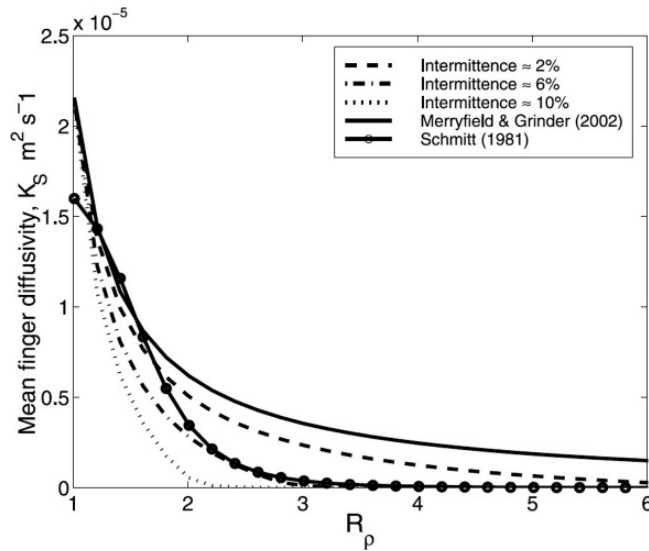 x 10⁻⁵
2.5
2
1.5
1
0.5
0
Mean finger diffusivity, K_S m² s−1
Intermittence ≈ 2%
Intermittence ≈ 6%
Intermittence ≈ 10%
Merryfield & Grinder (2002)
Schmitt (1981)
1 2 3 4 5 6
R_ρ